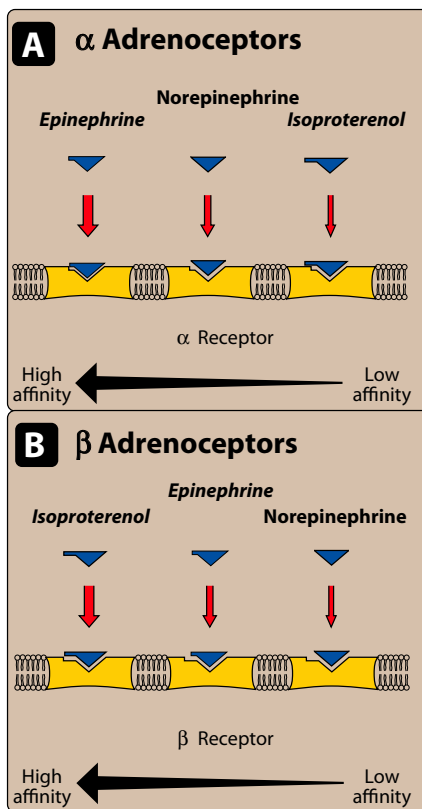 A α Adrenoceptors
Norepinephrine
Epinephrine Isoproterenol
α Receptor
High affinity Low affinity
B β Adrenoceptors
Epinephrine
Isoproterenol Norepinephrine
β Receptor
High affinity Low affinity